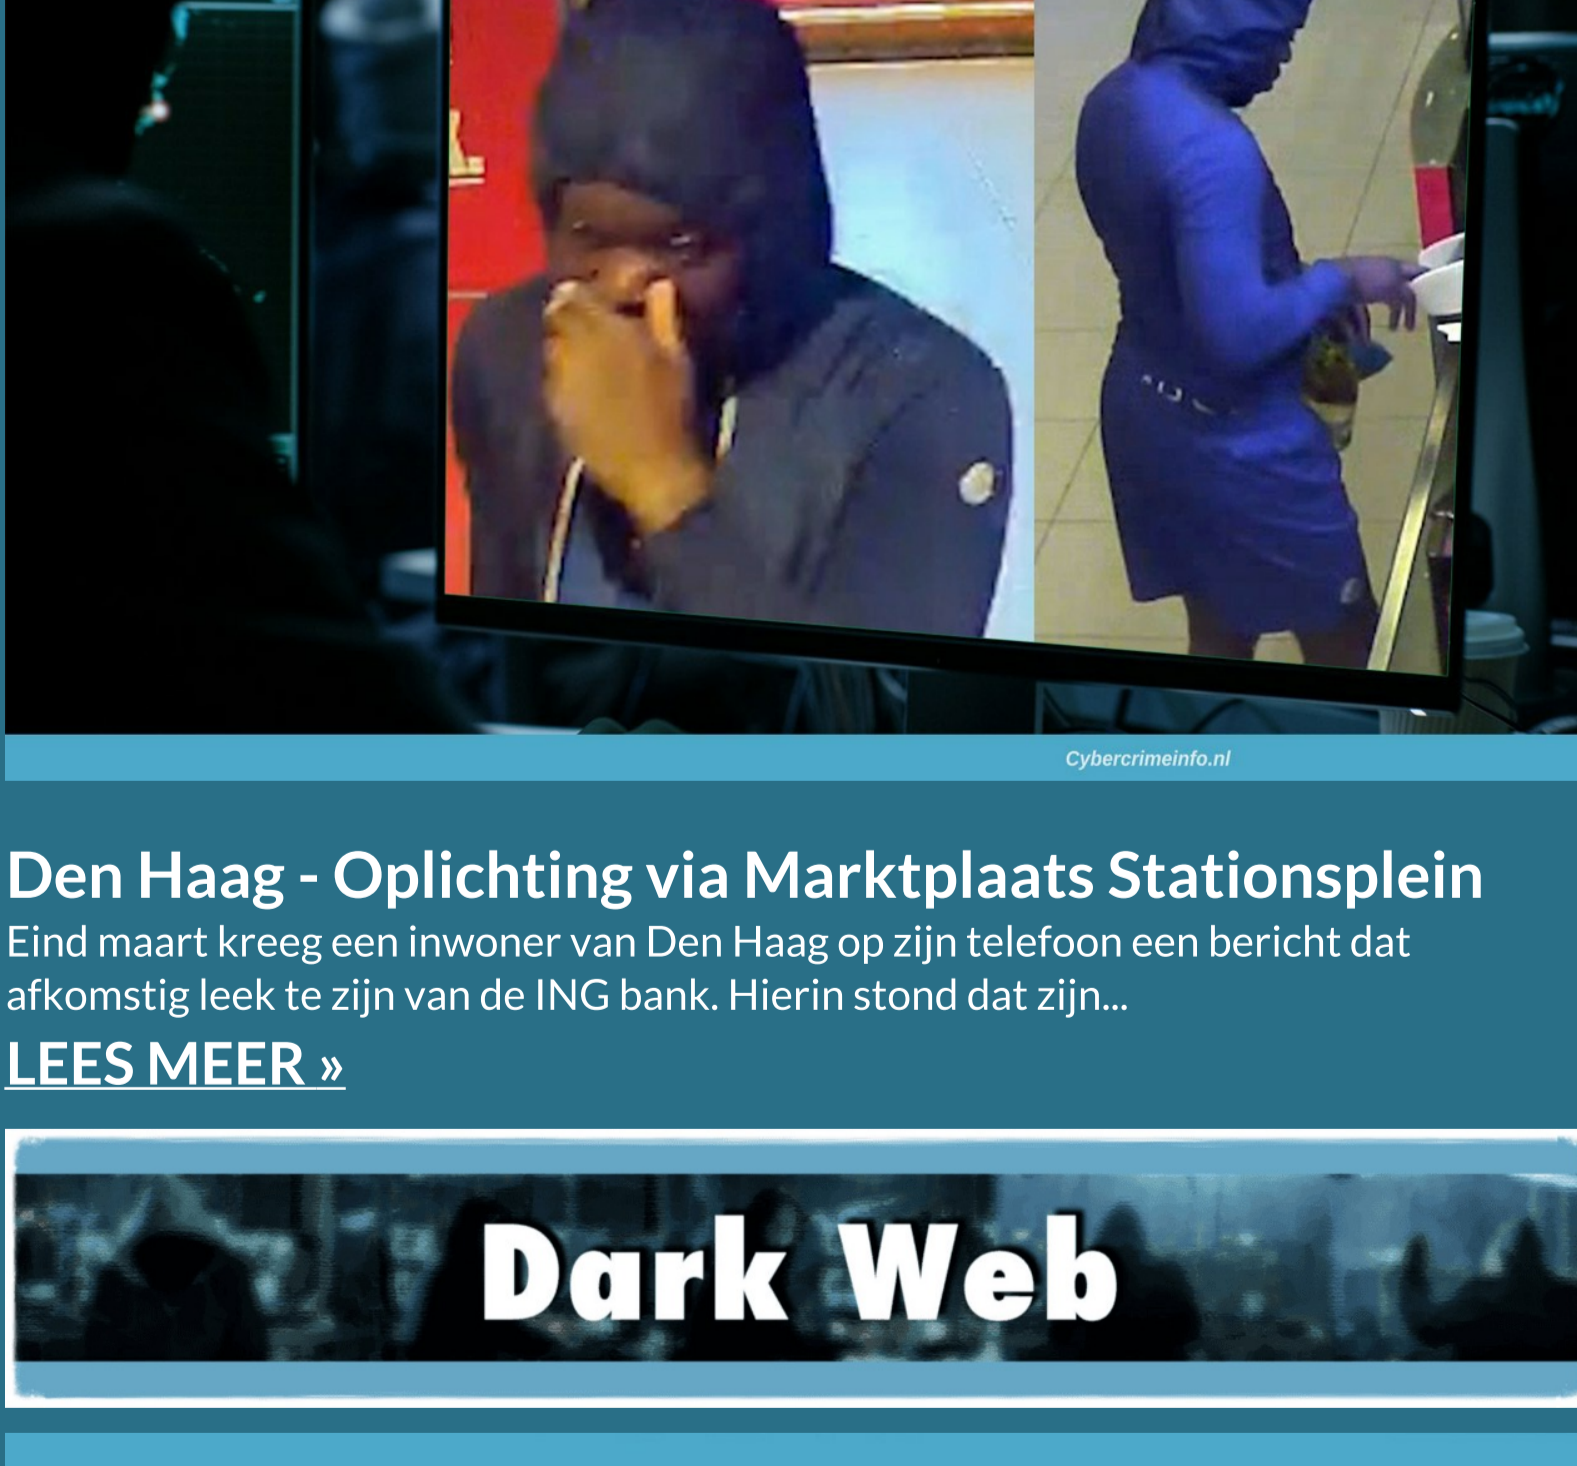 Cybercrimeinfo.nl
Den Haag - Oplichting via Marktplaats Stationsplein
Eind maart kreeg een inwoner van Den Haag op zijn telefoon een bericht dat
afkomstig leek te zijn van de ING bank. Hierin stond dat zijn...
LEES MEER »
Dark Web